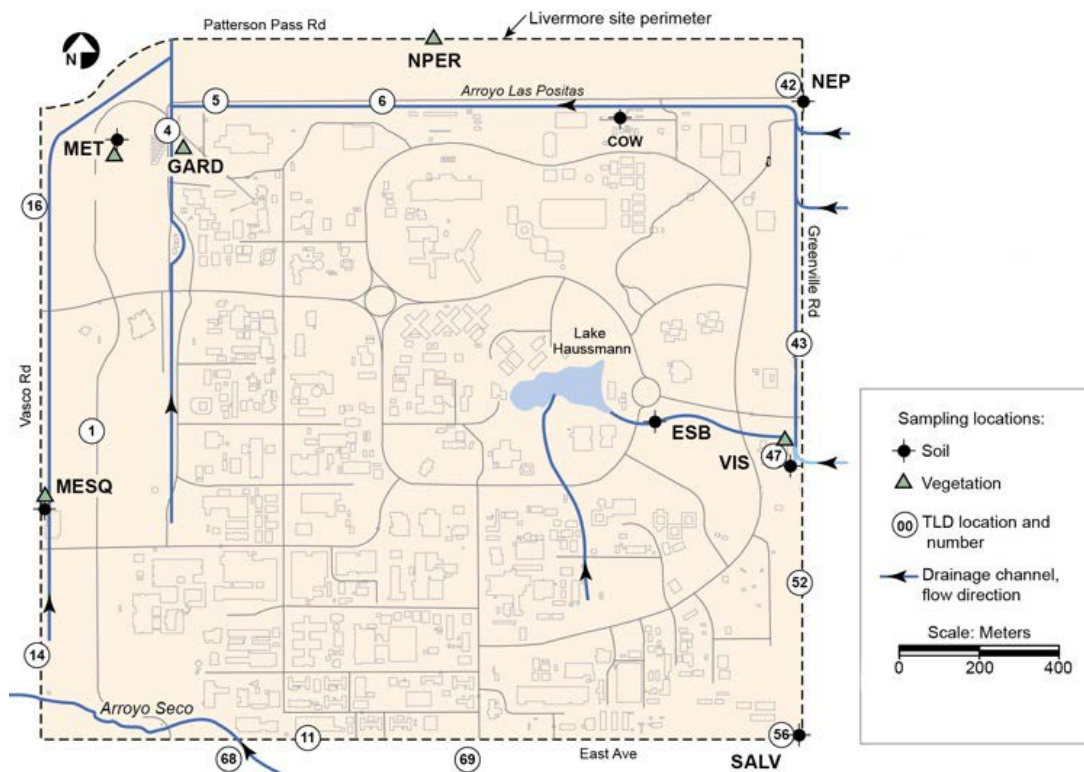 Patterson Pass Rd
Livermore site perimeter
N
NPER
42
NEP
5
6
Arroyo Las Positas
4
MET
GARD
COW
16
Greenville Rd
Lake
Haussmann
43
Vasco Rd
1
ESB
VIS
47
MESQ
52
14
Arroyo Seco
11
68
69
East Ave
56
SALV
Sampling locations:
Soil
Vegetation
00
TLD location and
number
Drainage channel,
flow direction
Scale: Meters
0 200 400